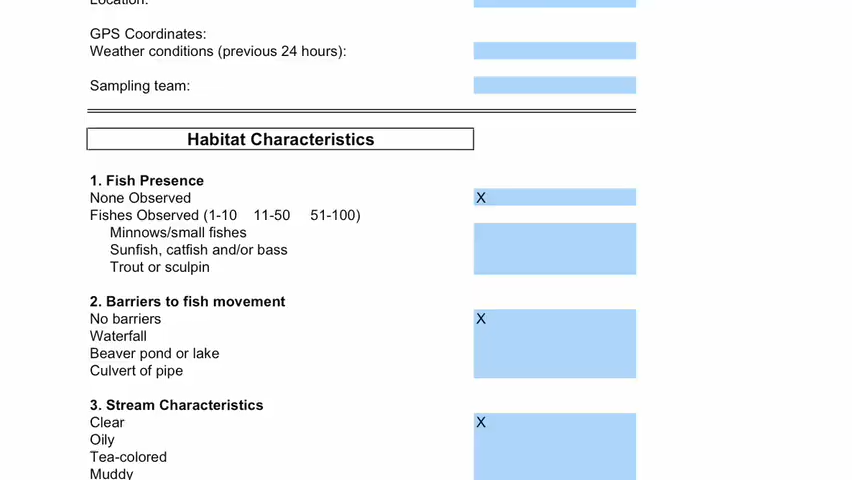 Location:
GPS Coordinates:
Weather conditions (previous 24 hours):
Sampling team:
Habitat Characteristics
1. Fish Presence
None Observed X
Fishes Observed (1-10 11-50 51-100)
Minnows/small fishes
Sunfish, catfish and/or bass
Trout or sculpin
2. Barriers to fish movement
No barriers X
Waterfall
Beaver pond or lake
Culvert of pipe
3. Stream Characteristics
Clear X
Oily
Tea-colored
Muddy